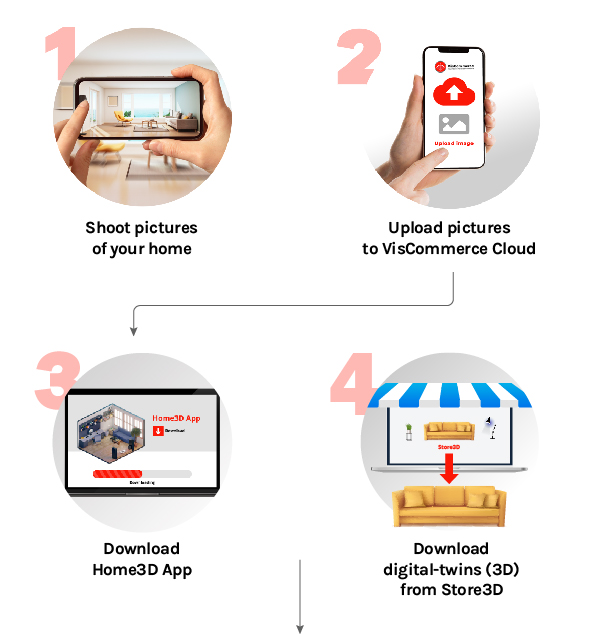 1
2
Upload image
Shoot pictures
of your home
Upload pictures
to VisCommerce Cloud
3
4
Home3D App
Download
Store3D
Download
Home3D App
Download
digital-twins (3D)
from Store3D